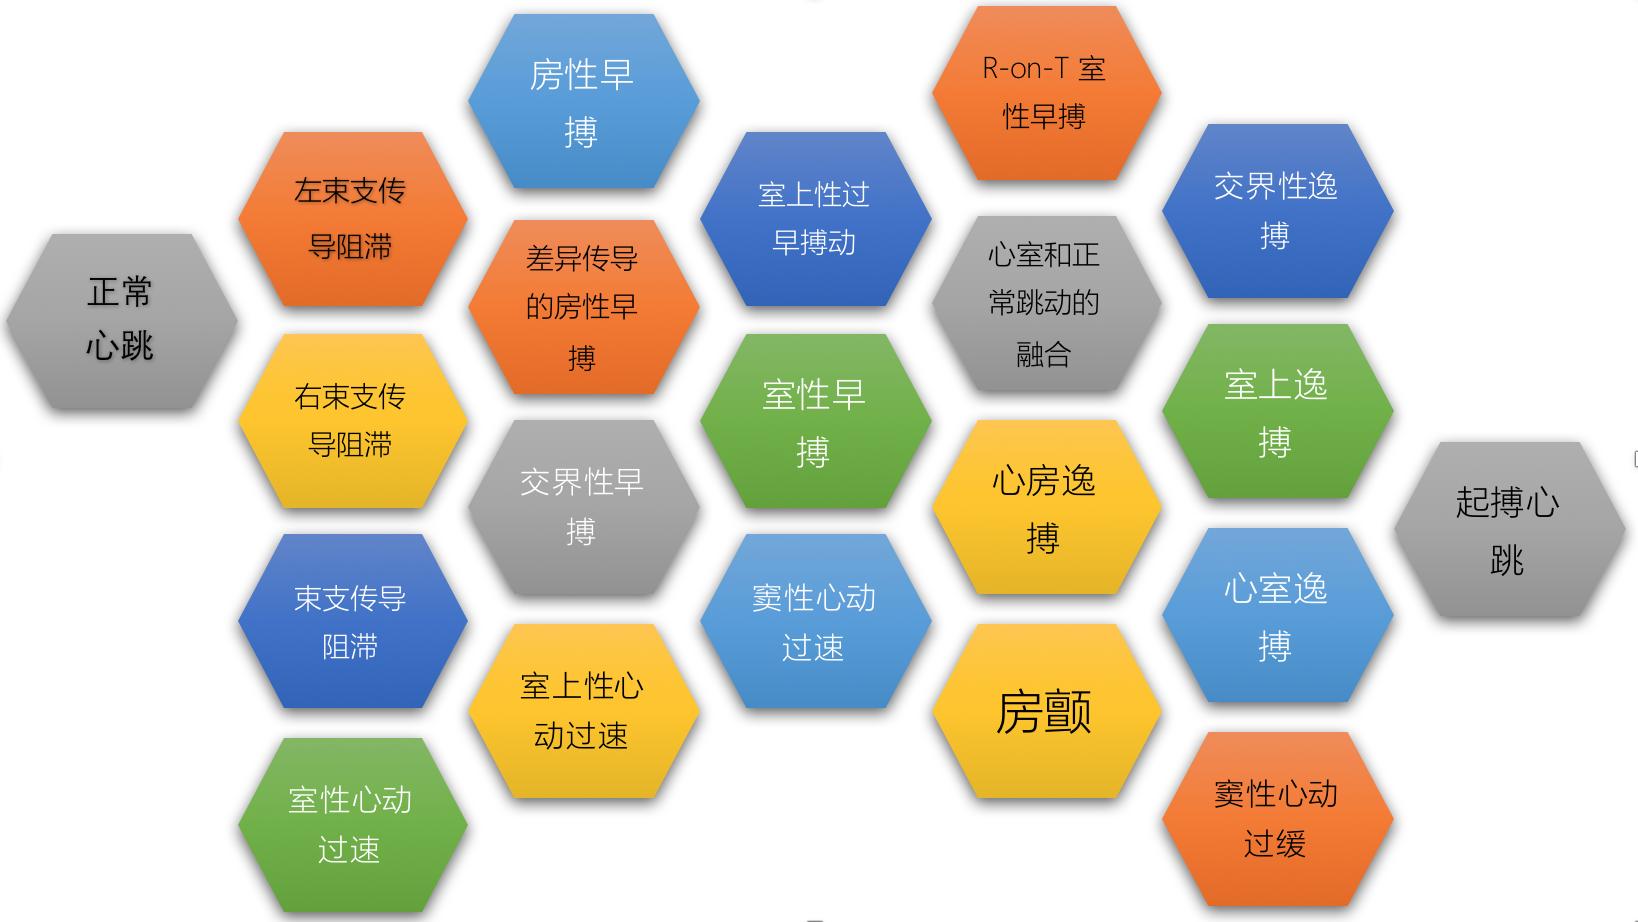 正常
心跳
左束支传
导阻滞
右束支传
导阻滞
束支传导
阻滞
室性心动
过速
房性早
搏
差异传导
的房性早
搏
交界性早
搏
室上性心
动过速
室上性过
早搏动
室性早
搏
窦性心动
过速
R-on-T 室
性早搏
心室和正
常跳动的
融合
心房逸
搏
房颤
交界性逸
搏
室上逸
搏
心室逸
搏
窦性心动
过缓
起搏心
跳